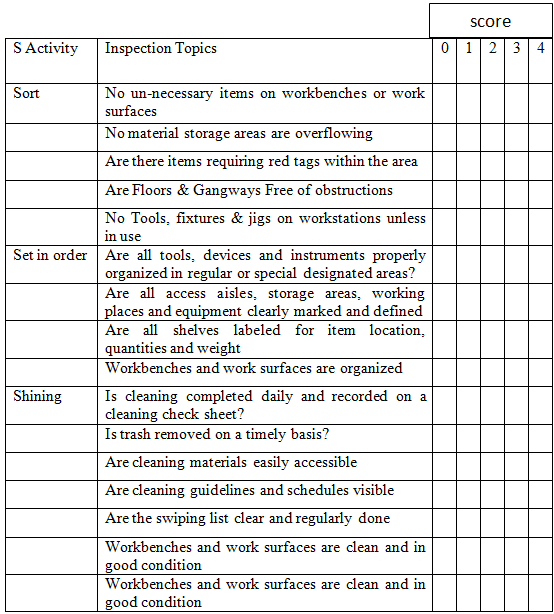 score
S Activity Inspection Topics 0 1 2 3 4
Sort No un-necessary items on workbenches or work
surfaces
No material storage areas are overflowing
Are there items requiring red tags within the area
Are Floors & Gangways Free of obstructions
No Tools, fixtures & jigs on workstations unless
in use
Set in order Are all tools, devices and instruments properly
organized in regular or special designated areas?
Are all access aisles, storage areas, working
places and equipment clearly marked and defined
Are all shelves labeled for item location,
quantities and weight
Workbenches and work surfaces are organized
Shining Is cleaning completed daily and recorded on a
cleaning check sheet?
Is trash removed on a timely basis?
Are cleaning materials easily accessible
Are cleaning guidelines and schedules visible
Are the swiping list clear and regularly done
Workbenches and work surfaces are clean and in
good condition
Workbenches and work surfaces are clean and in
good condition